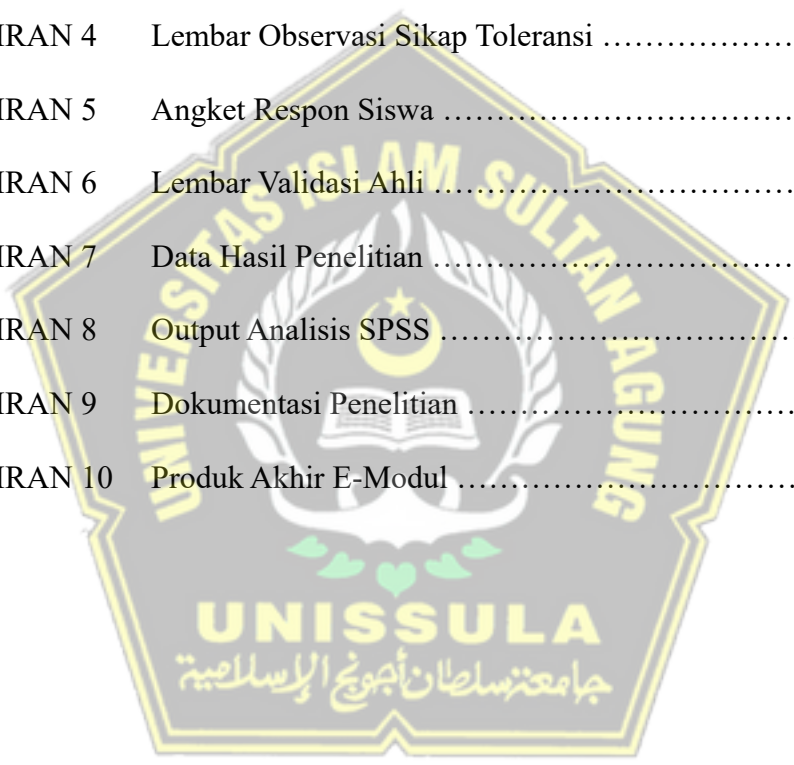 IRAN 4 Lembar Observasi Sikap Toleransi ………………
IRAN 5 Angket Respon Siswa ……………………………
IRAN 6 Lembar Validasi Ahli ……………………………
IRAN 7 Data Hasil Penelitian ……………………………
IRAN 8 Output Analisis SPSS ……………………………
IRAN 9 Dokumentasi Penelitian …………………………
IRAN 10 Produk Akhir E-Modul …………………………
UNIVERSITAS ISLAM SULTAN AGUNG
UNISSULA
جامعتنسلطان أجونج الإسلامية